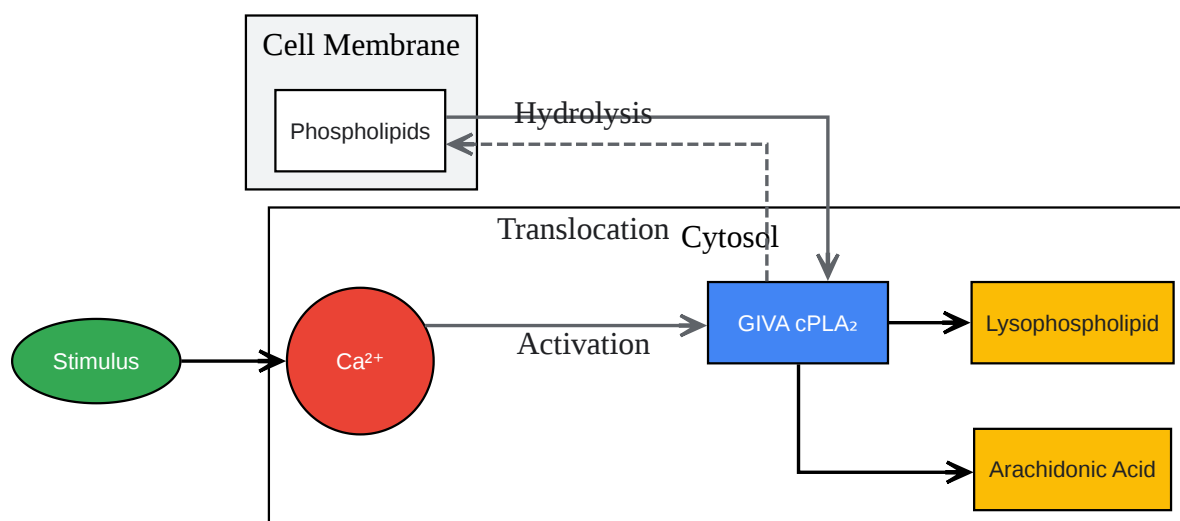 Cell Membrane
Phospholipids
Hydrolysis
Translocation
Cytosol
Stimulus
Ca²⁺
Activation
GIVA cPLA₂
Lysophospholipid
Arachidonic Acid